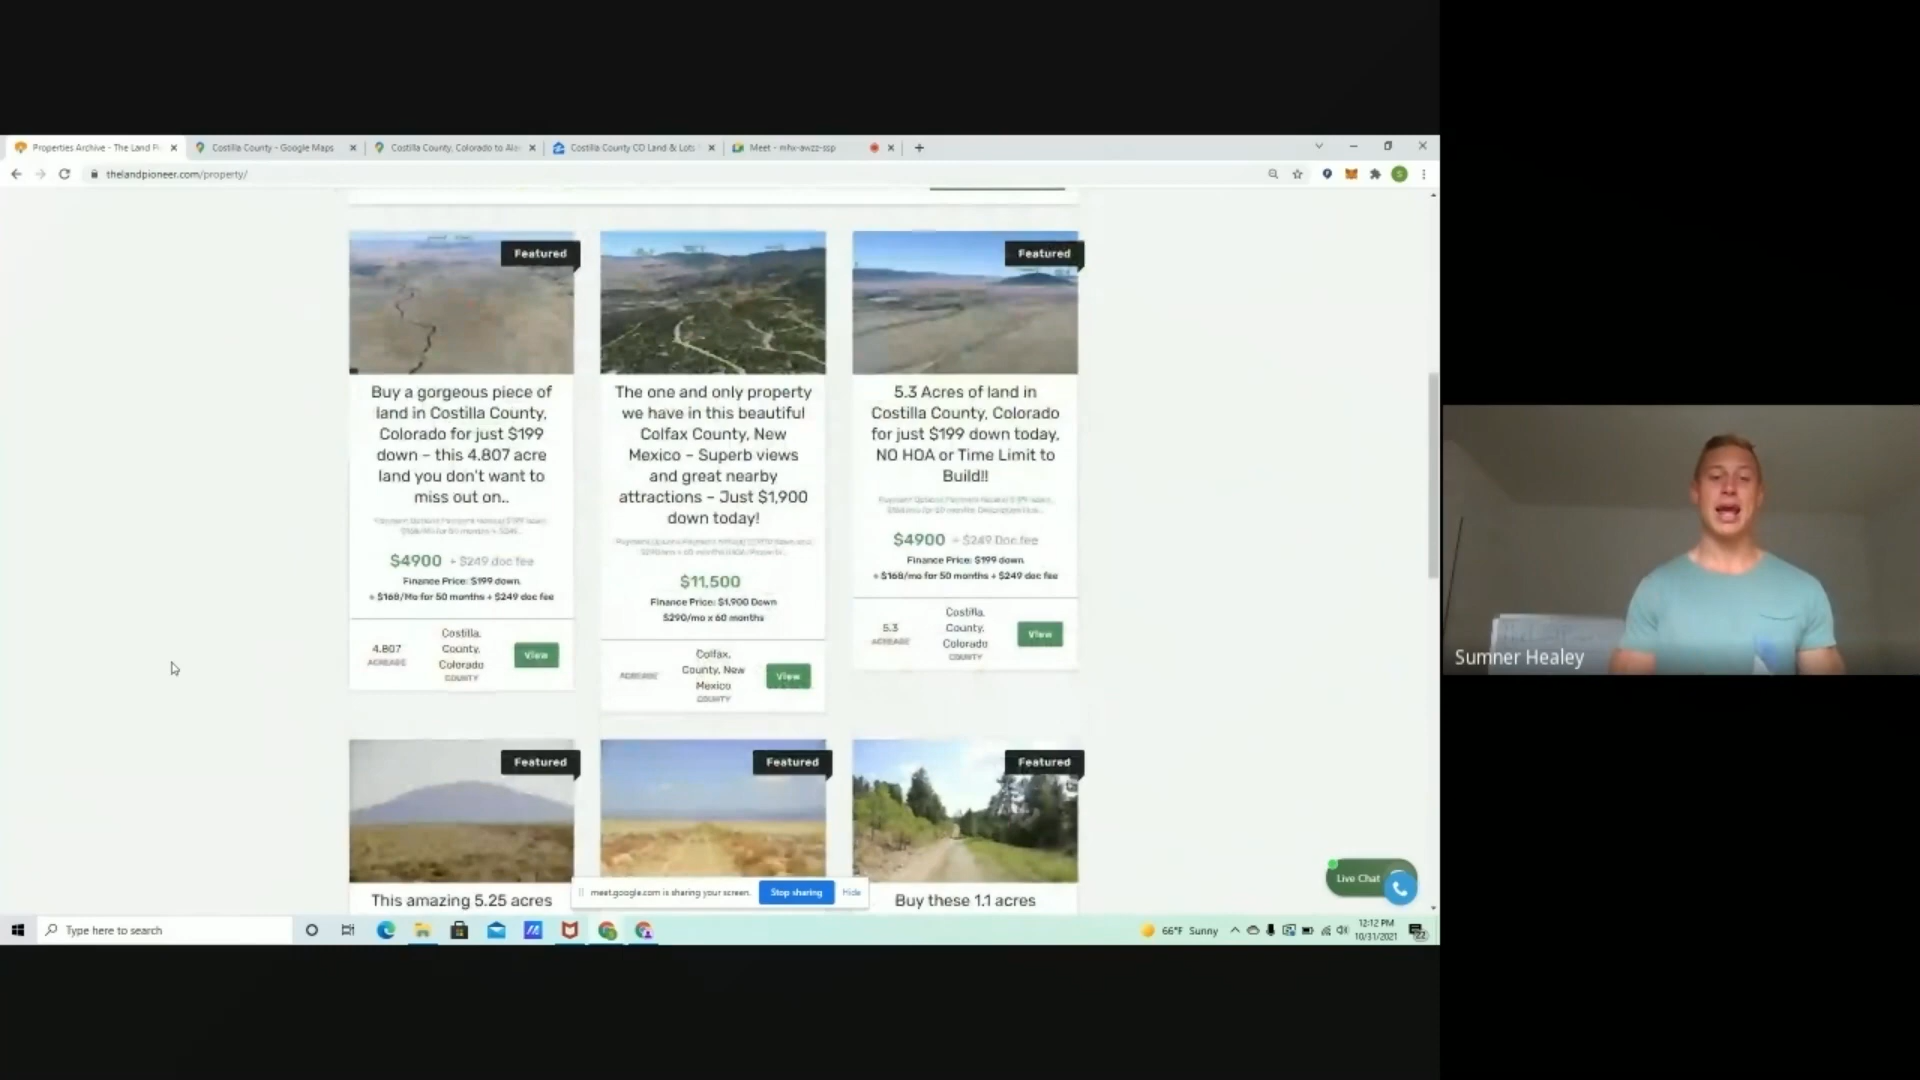 Properties Archive - The Land P
Costilla County - Google Maps
Costilla County, Colorado to Ala
Costilla County CO Land & Lots
Meet - mhx-awzz-ssp
thelandpioneer.com/property/
Featured
Featured
Buy a gorgeous piece of
land in Costilla County,
Colorado for just $199
down – this 4.807 acre
land you don't want to
miss out on..
$4900 + $249 doc fee
Finance Price: $199 down.
+ $168/Mo for 50 months + $249 doc fee
4.807
ACREAGE
Costilla,
County,
Colorado
COUNTY
View
The one and only property
we have in this beautiful
Colfax County, New
Mexico – Superb views
and great nearby
attractions – Just $1,900
down today!
$11,500
Finance Price: $1,900 Down
$290/mo x 60 months
ACREAGE
Colfax,
County, New
Mexico
COUNTY
View
5.3 Acres of land in
Costilla County, Colorado
for just $199 down today,
NO HOA or Time Limit to
Build!!
$4900 + $249 Doc fee
Finance Price: $199 down.
+ $168/mo for 50 months + $249 doc fee
5.3
ACREAGE
Costilla,
County,
Colorado
COUNTY
View
Featured
Featured
Featured
This amazing 5.25 acres
Buy these 1.1 acres
meet.google.com is sharing your screen.
Stop sharing
Hide
Live Chat
Type here to search
66°F Sunny
12:12 PM
10/31/2021
22
Sumner Healey